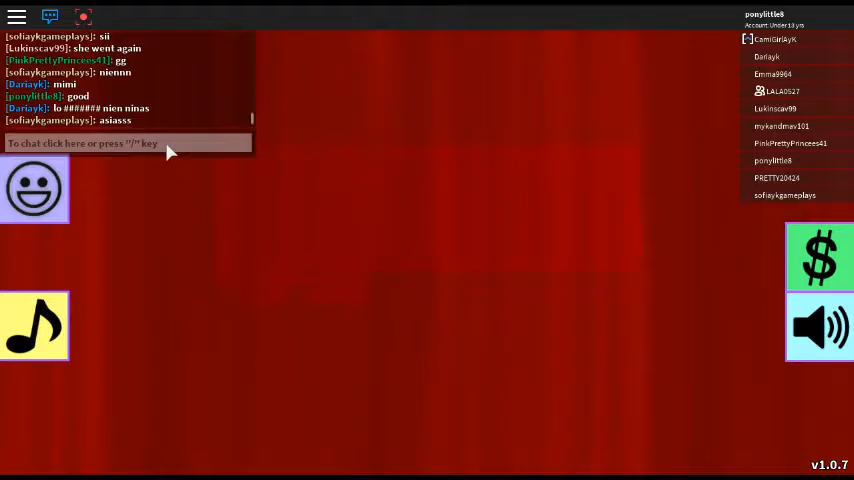 ponylittle8
Account: Under 13 yrs
[sofiaykgameplays]: sii
[Lukinscav99]: she went again
[PinkPrettyPrincees41]: gg
[sofiaykgameplays]: niennn
[Dariayk]: mimi
[ponylittle8]: good
[Dariayk]: lo ####### nien ninas
[sofiaykgameplays]: asiasss
To chat click here or press "/" key
CamiGirlAyK
Dariayk
Emma9964
LALA0527
Lukinscav99
mykandmav101
PinkPrettyPrincees41
ponylittle8
PRETTY20424
sofiaykgameplays
$
v1.0.7